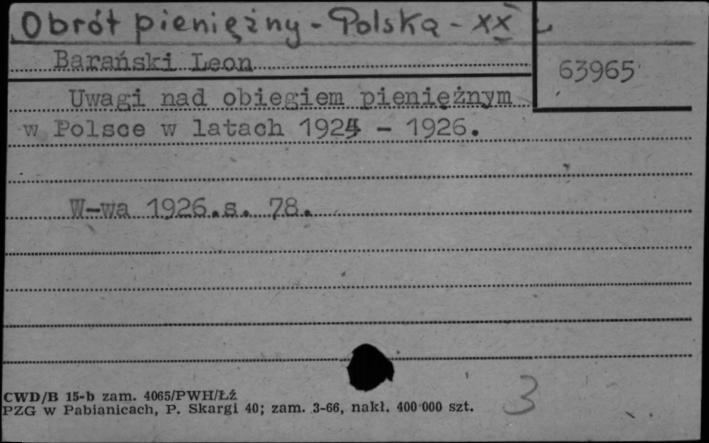 Obrót pieniężny - Polska - XX w
Barański Leon
63965
Uwagi nad obiegiem pieniężnym
w Polsce w latach 1924 - 1926.
W-wa 1926.s. 78.
CWD/B 15-b zam. 4065/PWH/Łź
PZG w Pabianicach, P. Skargi 40; zam. 3-66, nakł. 400 000 szt.
3